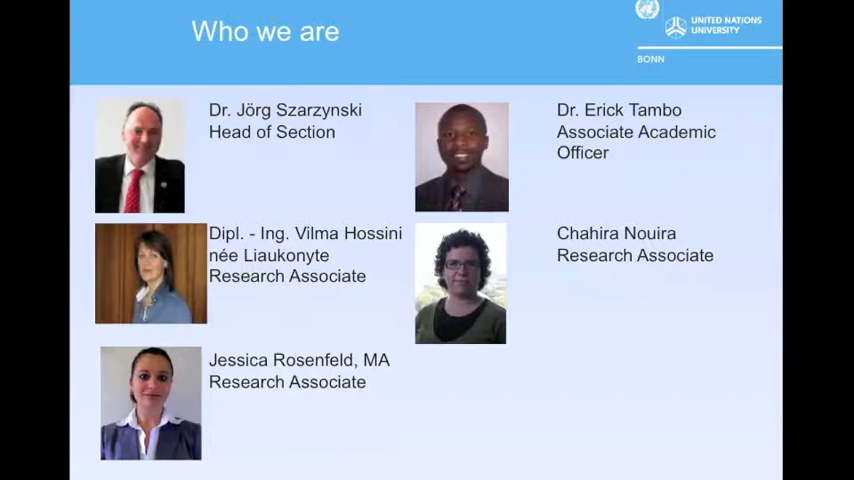 Who we are
UNITED NATIONS
UNIVERSITY
BONN
Dr. Jörg Szarzynski
Head of Section
Dr. Erick Tambo
Associate Academic
Officer
Dipl. - Ing. Vilma Hossini
née Liaukonyte
Research Associate
Chahira Nouira
Research Associate
Jessica Rosenfeld, MA
Research Associate